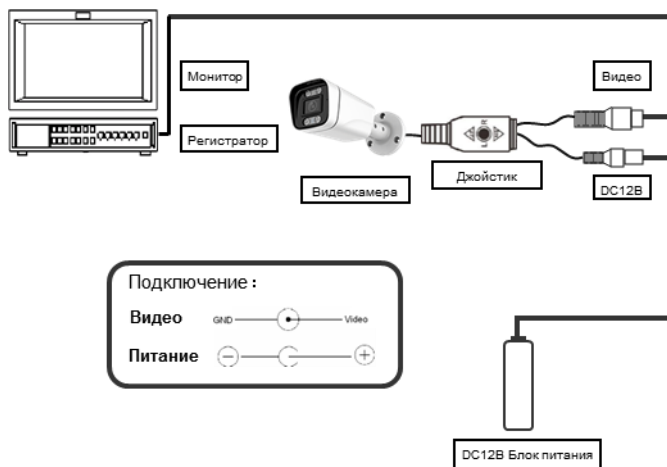 Монитор
Видео
Регистратор
Видеокамера
Джойстик
DC12В
Подключение :
Видео GND Video
Питание − +
DC12В Блок питания